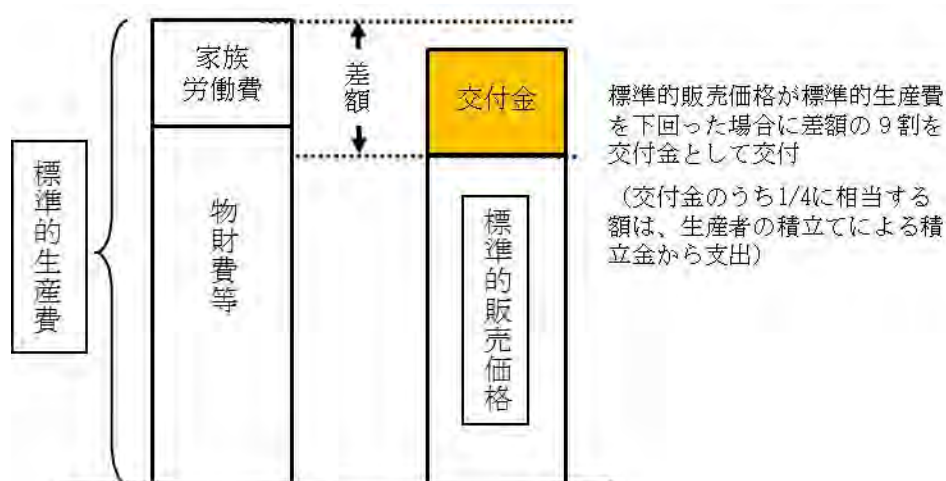 家族
労働費
差額
交付金
標準的生産費
物財費等
標準的販売価格
標準的販売価格が標準的生産費
を下回った場合に差額の９割を
交付金として交付
（交付金のうち1/4に相当する
額は、生産者の積立てによる積
立金から支出）